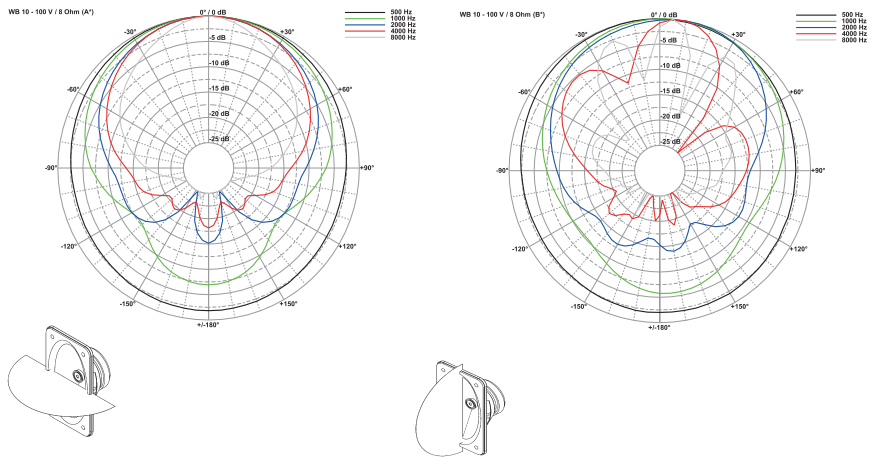 WB 10 - 100 V / 8 Ohm (A*)
0° / 0 dB
500 Hz
1000 Hz
2000 Hz
4000 Hz
8000 Hz
-30°
+30°
-5 dB
-10 dB
-60°
+60°
-15 dB
-20 dB
-25 dB
-90°
+90°
-120°
+120°
-150°
+150°
+/-180°
WB 10 - 100 V / 8 Ohm (B*)
0° / 0 dB
500 Hz
1000 Hz
2000 Hz
4000 Hz
8000 Hz
-30°
+30°
-5 dB
-10 dB
-60°
+60°
-15 dB
-20 dB
-25 dB
-90°
+90°
-120°
+120°
-150°
+150°
+/-180°